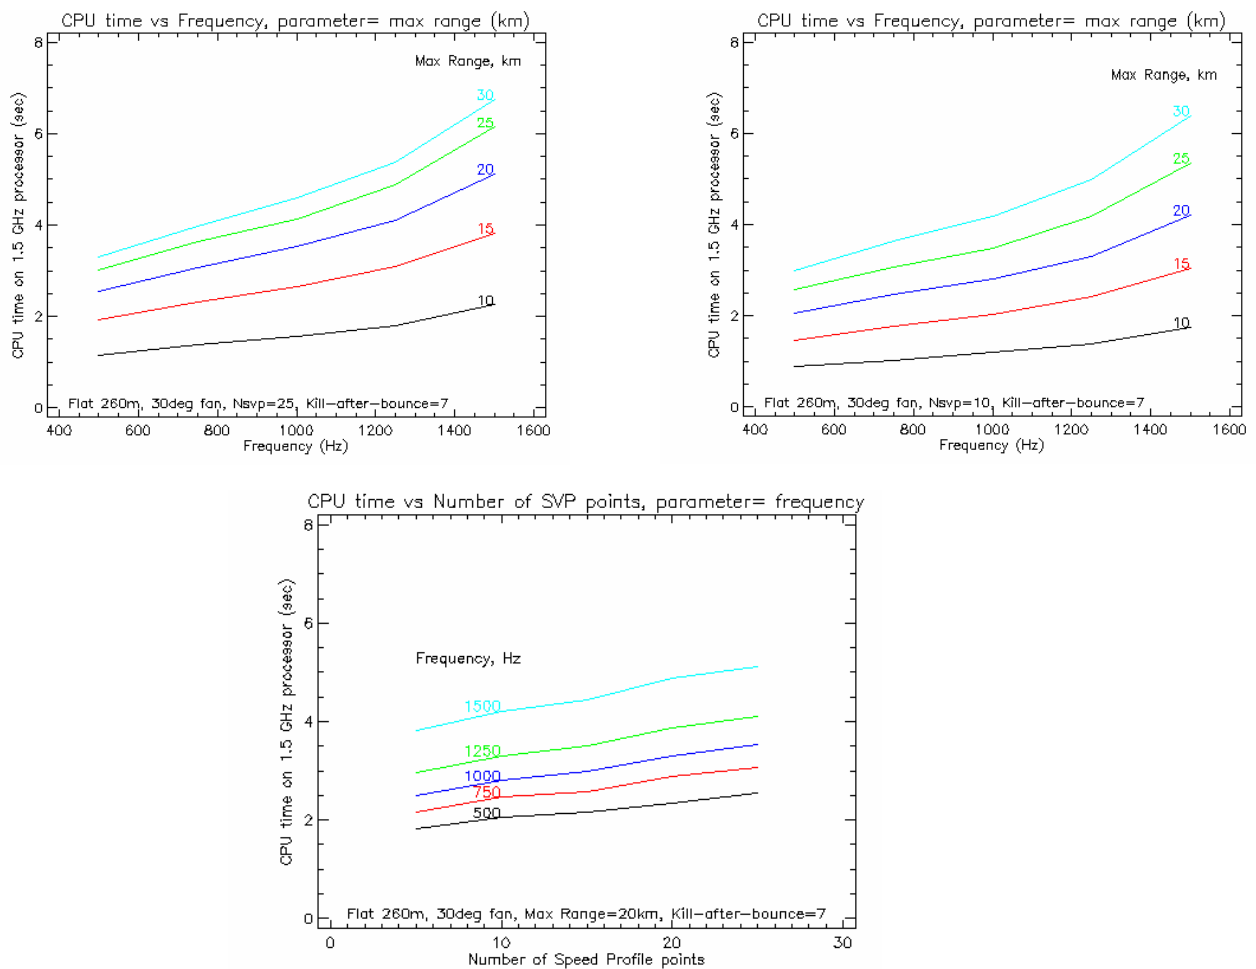 CPU time vs Frequency, parameter= max range (km)
8
6
4
2
0
CPU time on 1.5 GHz processor (sec)
Max Range, km
30
25
20
15
10
Flat 260m, 30deg fan, Nsvp=25, Kill-after-bounce=7
400 600 800 1000 1200 1400 1600
Frequency (Hz)
CPU time vs Frequency, parameter= max range (km)
8
6
4
2
0
CPU time on 1.5 GHz processor (sec)
Max Range, km
30
25
20
15
10
Flat 260m, 30deg fan, Nsvp=10, Kill-after-bounce=7
400 600 800 1000 1200 1400 1600
Frequency (Hz)
CPU time vs Number of SVP points, parameter= frequency
8
6
4
2
0
CPU time on 1.5 GHz processor (sec)
Frequency, Hz
1500
1250
1000
750
500
Flat 260m, 30deg fan, Max Range=20km, Kill-after-bounce=7
0 10 20 30
Number of Speed Profile points